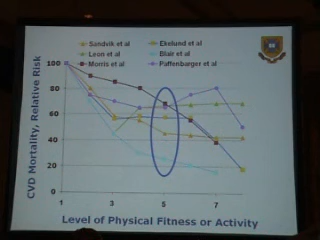 Sandvik et al
Ekelund et al
Leon et al
Blair et al
Morris et al
Paffenbarger et al
100
80
60
40
20
0
1
3
5
7
CVD Mortality, Relative Risk
Level of Physical Fitness or Activity